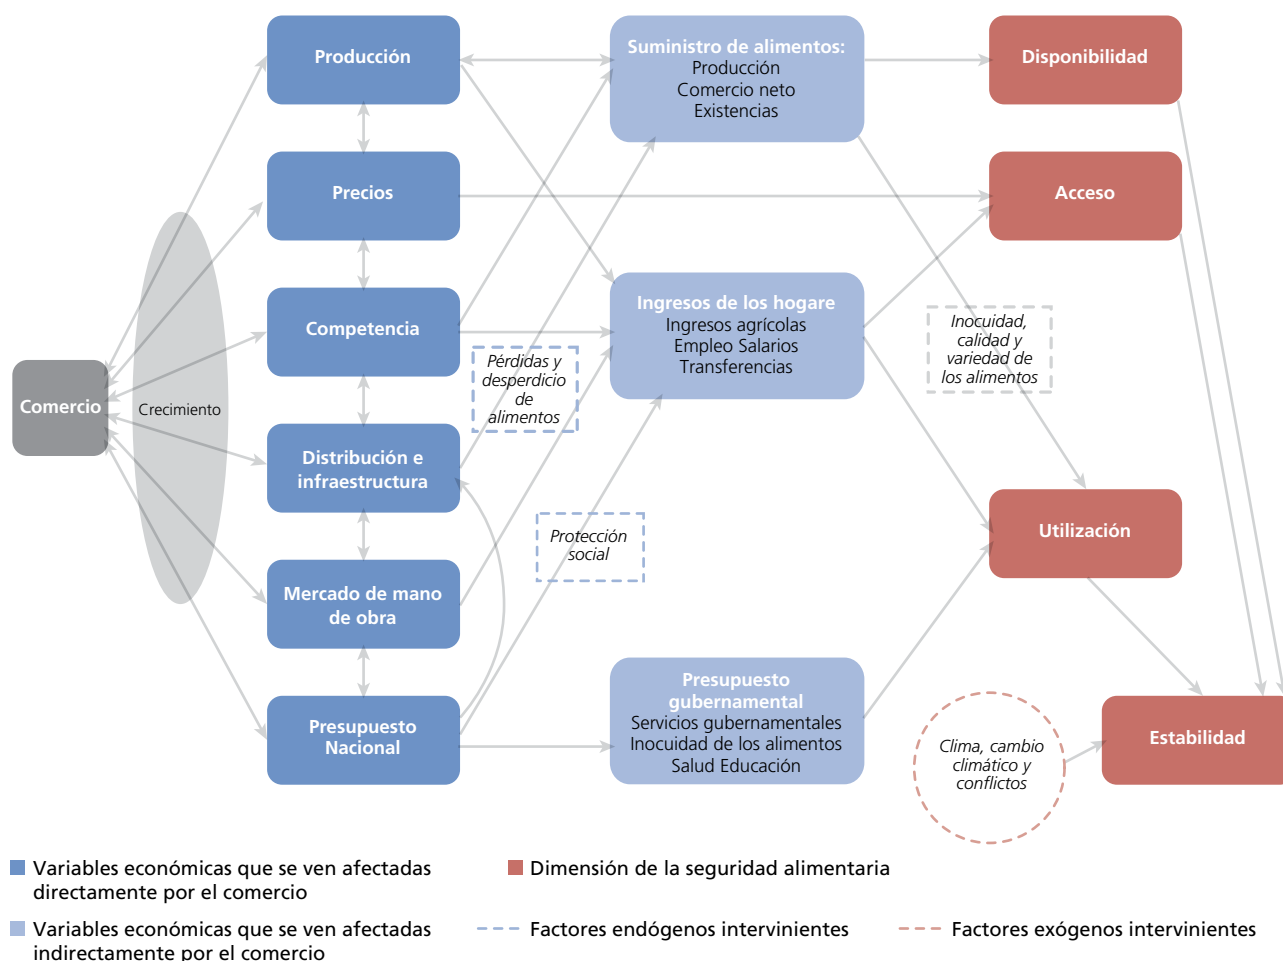 Producción
Suministro de alimentos:
Producción
Comercio neto
Existencias
Disponibilidad
Precios
Acceso
Competencia
Ingresos de los hogare
Ingresos agrícolas
Empleo Salarios
Transferencias
Inocuidad,
calidad y
variedad de
los alimentos
Pérdidas y
desperdicio
de
alimentos
Comercio
Crecimiento
Distribución e
infraestructura
Protección
social
Utilización
Mercado de mano
de obra
Presupuesto
gubernamental
Servicios gubernamentales
Inocuidad de los alimentos
Salud Educación
Presupuesto
Nacional
Clima, cambio
climático y
conflictos
Estabilidad
Variables económicas que se ven afectadas
directamente por el comercio
Dimensión de la seguridad alimentaria
Variables económicas que se ven afectadas
indirectamente por el comercio
Factores endógenos intervinientes
Factores exógenos intervinientes